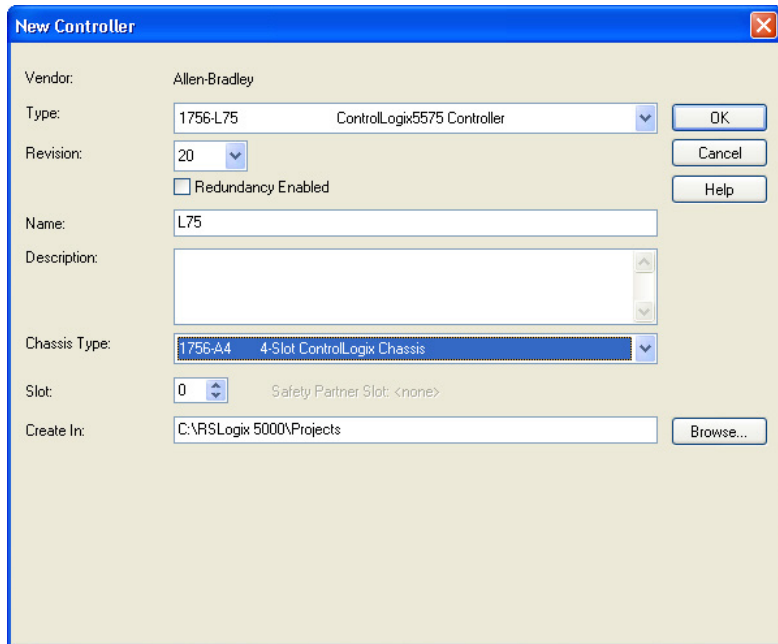 New Controller
Vendor: Allen-Bradley
Type: 1756-L75 ControlLogix5575 Controller OK
Revision: 20 Cancel
Redundancy Enabled Help
Name: L75
Description:
Chassis Type: 1756-A4 4-Slot ControlLogix Chassis
Slot: 0 Safety Partner Slot: <none>
Create In: C:\RSLogix 5000\Projects Browse...